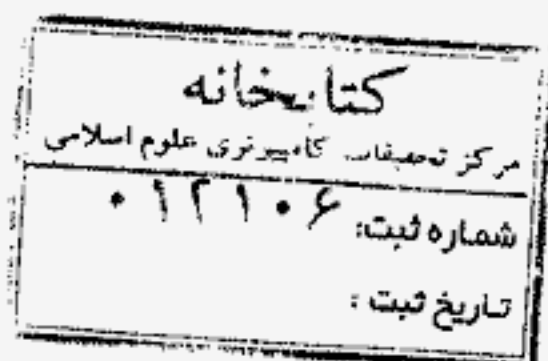 کتابخانه
مرکز تحقیقات کامپیوتری علوم اسلامی
شماره ثبت: ۰۱۲۱۰۶
تاریخ ثبت :